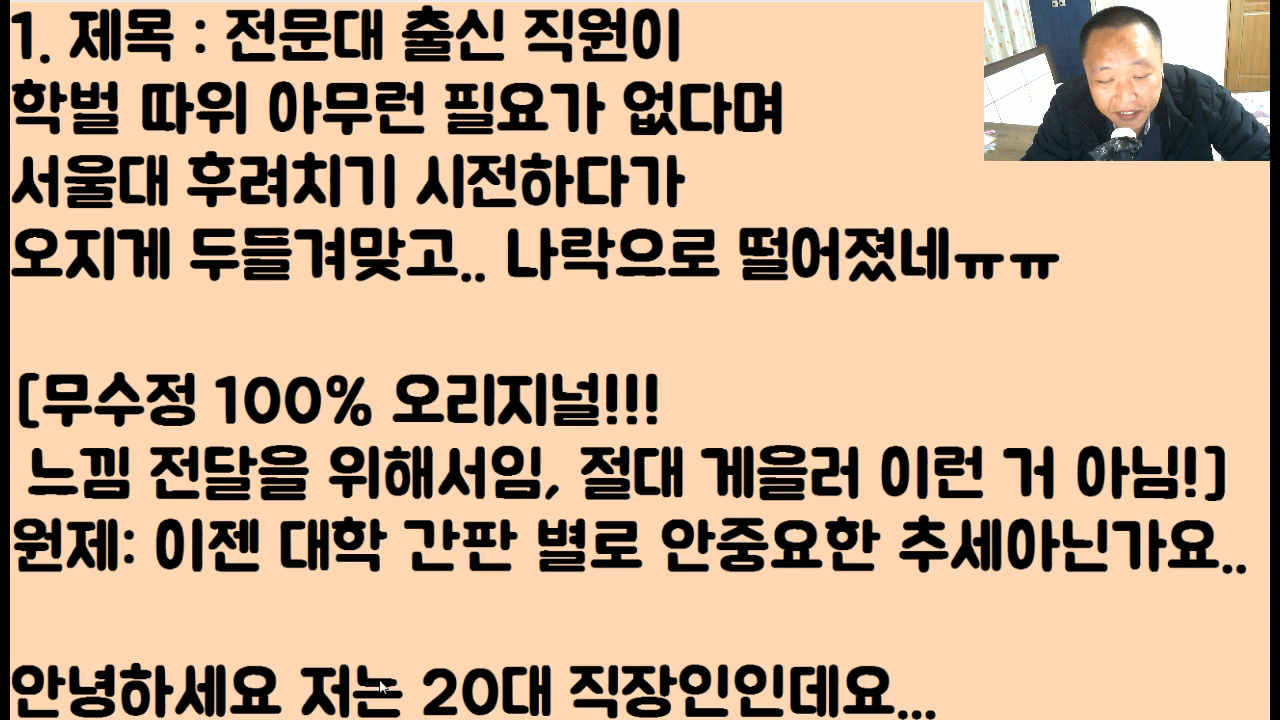 1. 제목 : 전문대 출신 직원이
학벌 따위 아무런 필요가 없다며
서울대 후려치기 시전하다가
오지게 두들겨맞고.. 나락으로 떨어졌네ㅠㅠ
[무수정 100% 오리지널!!!
느낌 전달을 위해서임, 절대 게을러 이런 거 아님!]
원제: 이젠 대학 간판 별로 안중요한 추세아닌가요..
안녕하세요 저는 20대 직장인인데요...